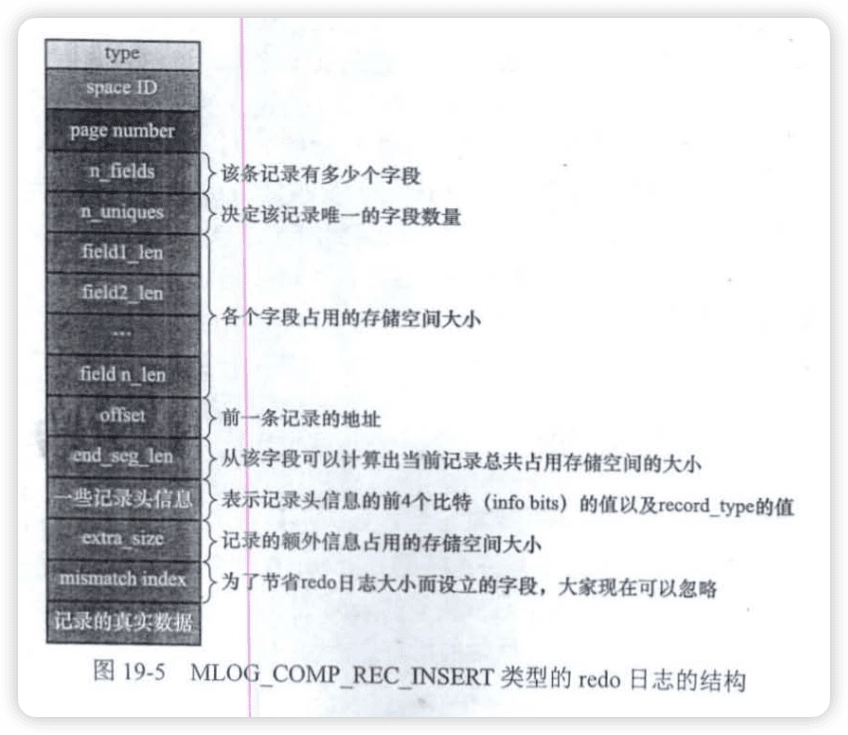 type
space ID
page number
n_fields
该条记录有多少个字段
n_uniques
决定该记录唯一的字段数量
field1_len
field2_len
...
各个字段占用的存储空间大小
field n_len
offset
前一条记录的地址
end_seg_len
从该字段可以计算出当前记录总共占用存储空间的大小
一些记录头信息
表示记录头信息的前4个比特（info bits）的值以及record_type的值
extra_size
记录的额外信息占用的存储空间大小
mismatch index
为了节省redo日志大小而设立的字段，大家现在可以忽略
记录的真实数据
图 19-5 MLOG_COMP_REC_INSERT 类型的 redo 日志的结构